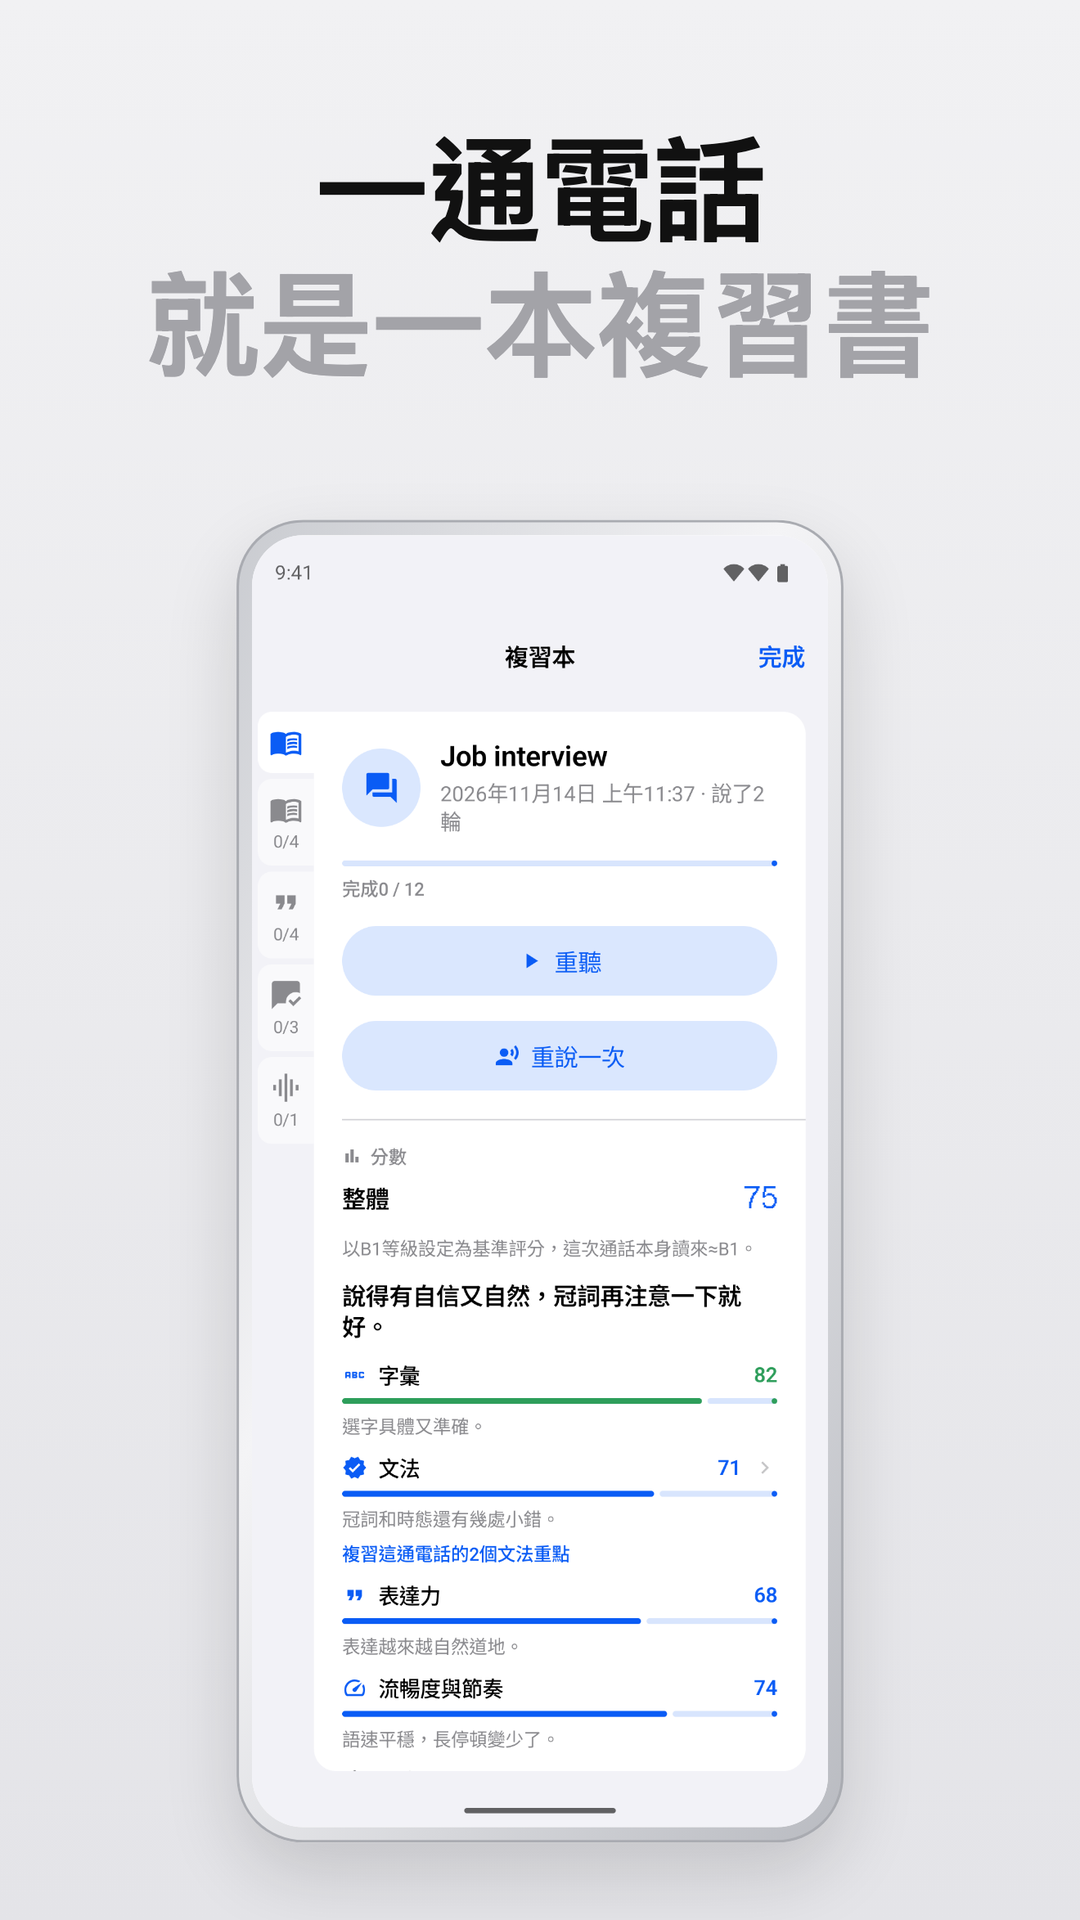 一通電話
就是一本複習書
9:41
複習本
完成
Job interview
2026年11月14日 上午11:37 · 說了2
輪
完成0 / 12
0/4
0/4
0/3
0/1
重聽
重說一次
分數
整體
75
以B1等級設定為基準評分，這次通話本身讀來≈B1。
說得有自信又自然，冠詞再注意一下就
好。
ABC 字彙
82
選字具體又準確。
文法
71
冠詞和時態還有幾處小錯。
複習這通電話的2個文法重點
表達力
68
表達越來越自然道地。
流暢度與節奏
74
語速平穩，長停頓變少了。